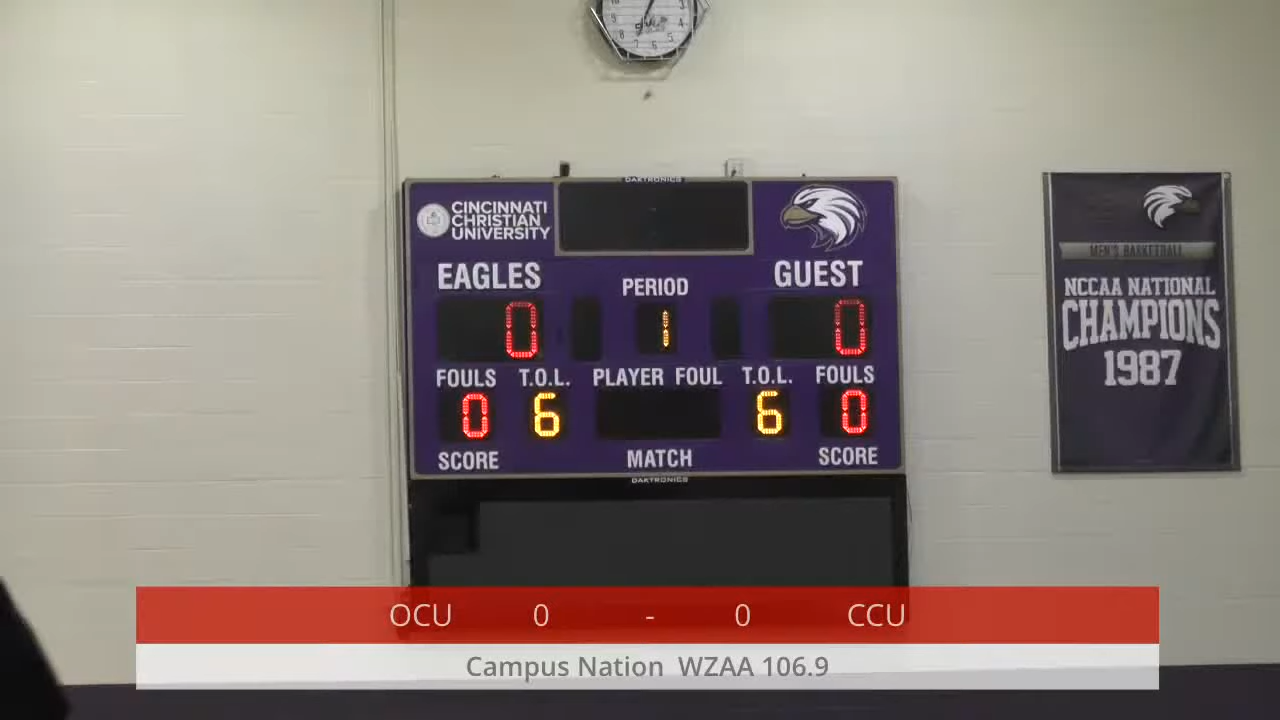 DAKTRONICS
CINCINNATI
CHRISTIAN
UNIVERSITY
EAGLES
GUEST
PERIOD
0 1 0
FOULS T.O.L. PLAYER FOUL T.O.L. FOULS
0 6 6 0
SCORE MATCH SCORE
DAKTRONICS
MEN'S BASKETBALL
NCCAA NATIONAL
CHAMPIONS
1987
OCU 0 - 0 CCU
Campus Nation WZAA 106.9